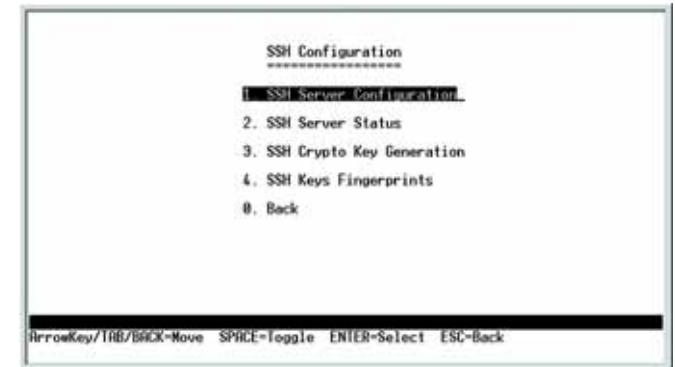 SSH Configuration
=================
1. SSH Server Configuration
2. SSH Server Status
3. SSH Crypto Key Generation
4. SSH Keys Fingerprints
0. Back
ArrowKey/TAB/BACK=Move SPACE=Toggle ENTER=Select ESC=Back